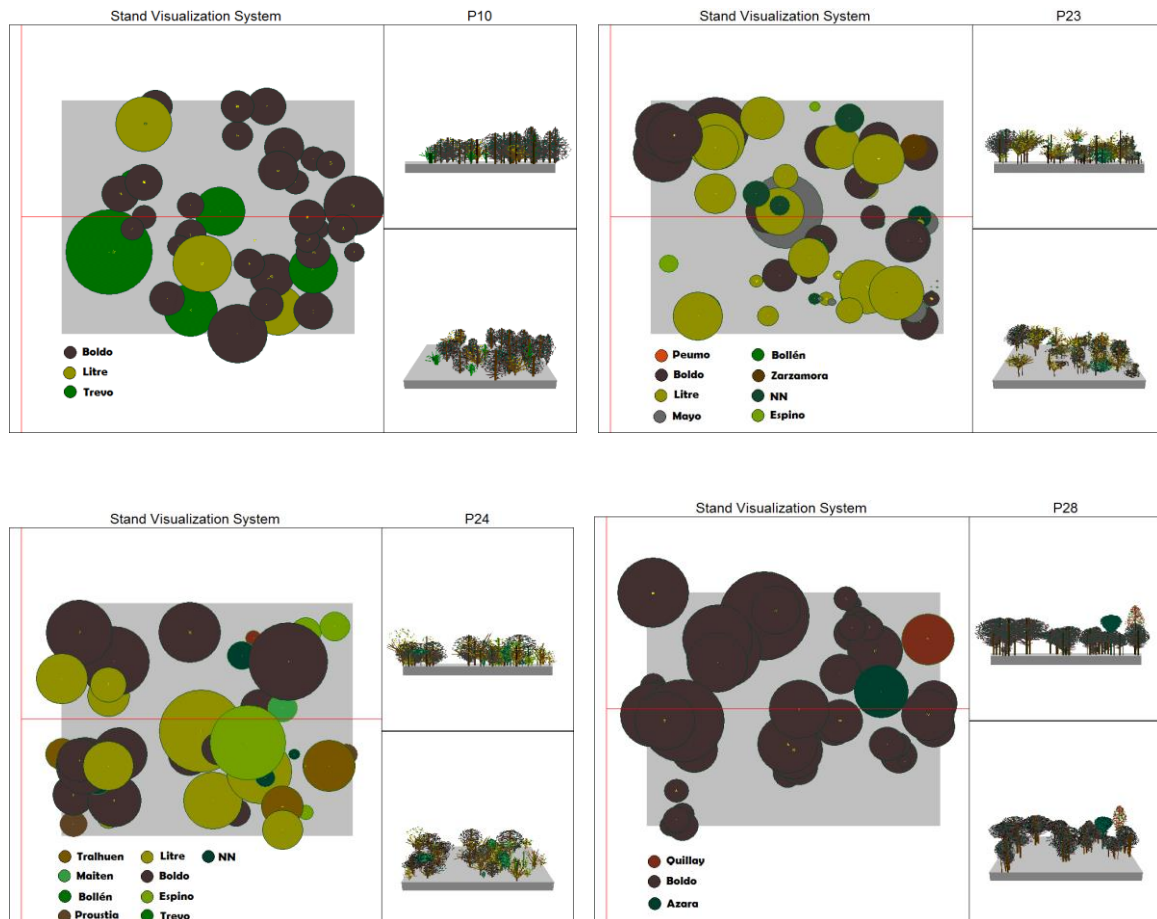 Stand Visualization System
P10
Boldo
Litre
Trevo
Stand Visualization System
P23
Peumo
Boldo
Litre
Mayo
Bollén
Zarzamora
NN
Espino
Stand Visualization System
P24
Tralhuen
Maiten
Bollén
Proustia
Litre
Boldo
Espino
Trevo
NN
Stand Visualization System
P28
Quillay
Boldo
Azara